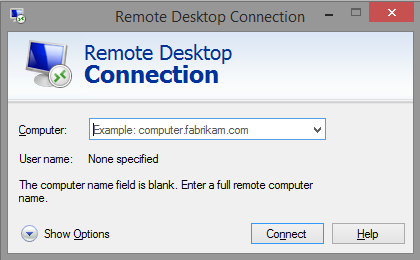 Remote Desktop Connection
Remote Desktop
Connection
Computer:
Example: computer.fabrikam.com
User name: None specified
The computer name field is blank. Enter a full remote computer
name.
Show Options
Connect
Help